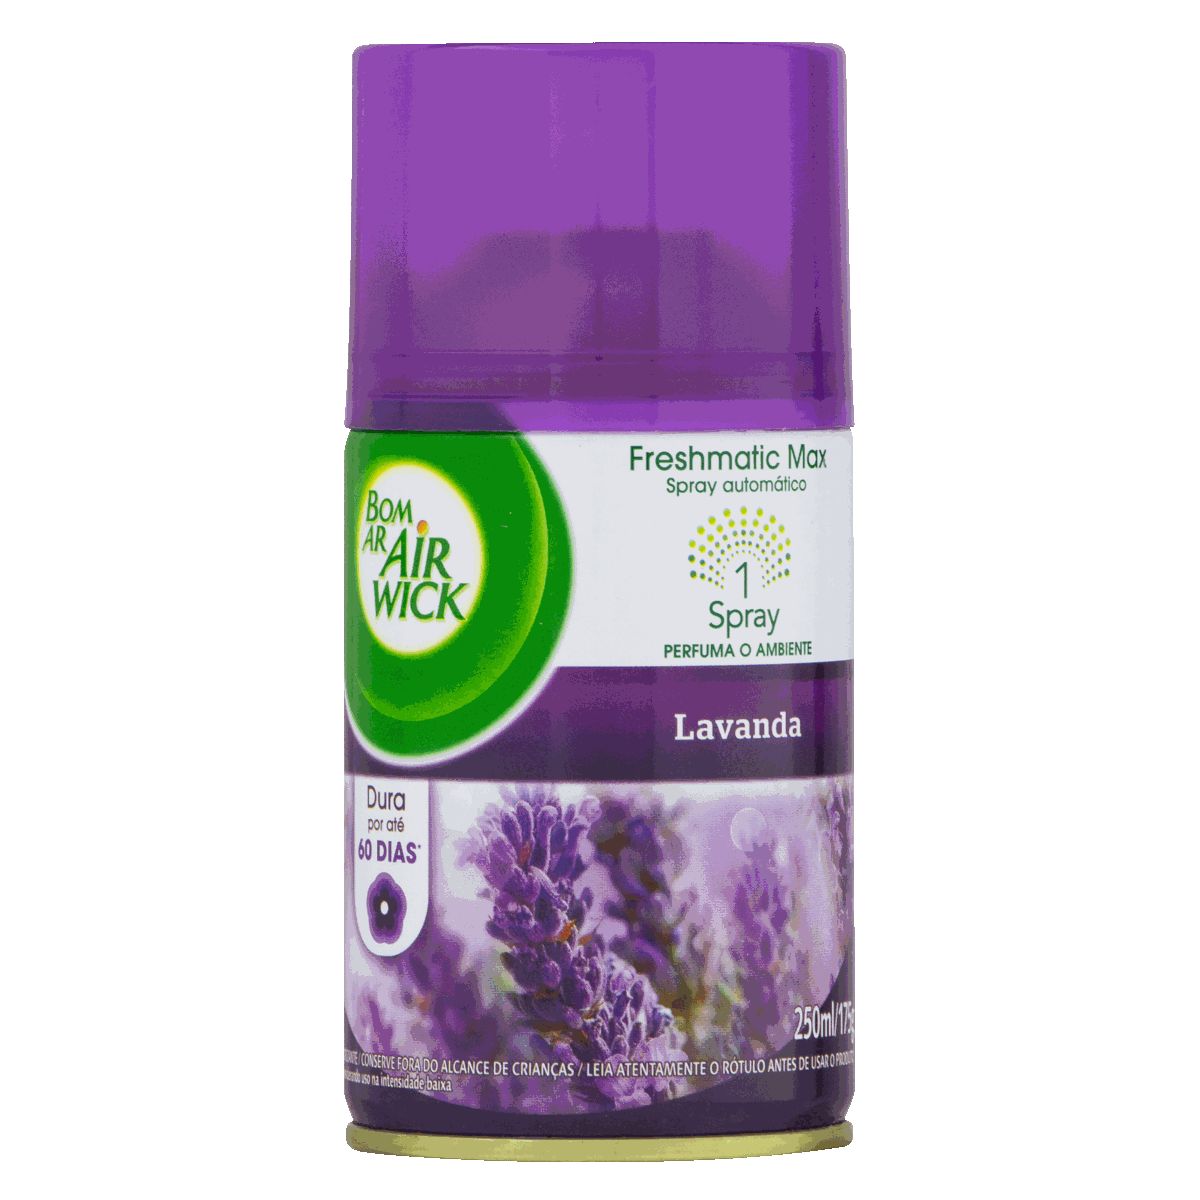 Freshmatic Max
Spray automático
BOM
AR AIR
WICK
1
Spray
PERFUMA O AMBIENTE
Lavanda
Dura
por até
60 DIAS*
250ml/175g
/ CONSERVE FORA DO ALCANCE DE CRIANÇAS / LEIA ATENTAMENTE O RÓTULO ANTES DE USAR O PRODUTO
uso na intensidade baixa